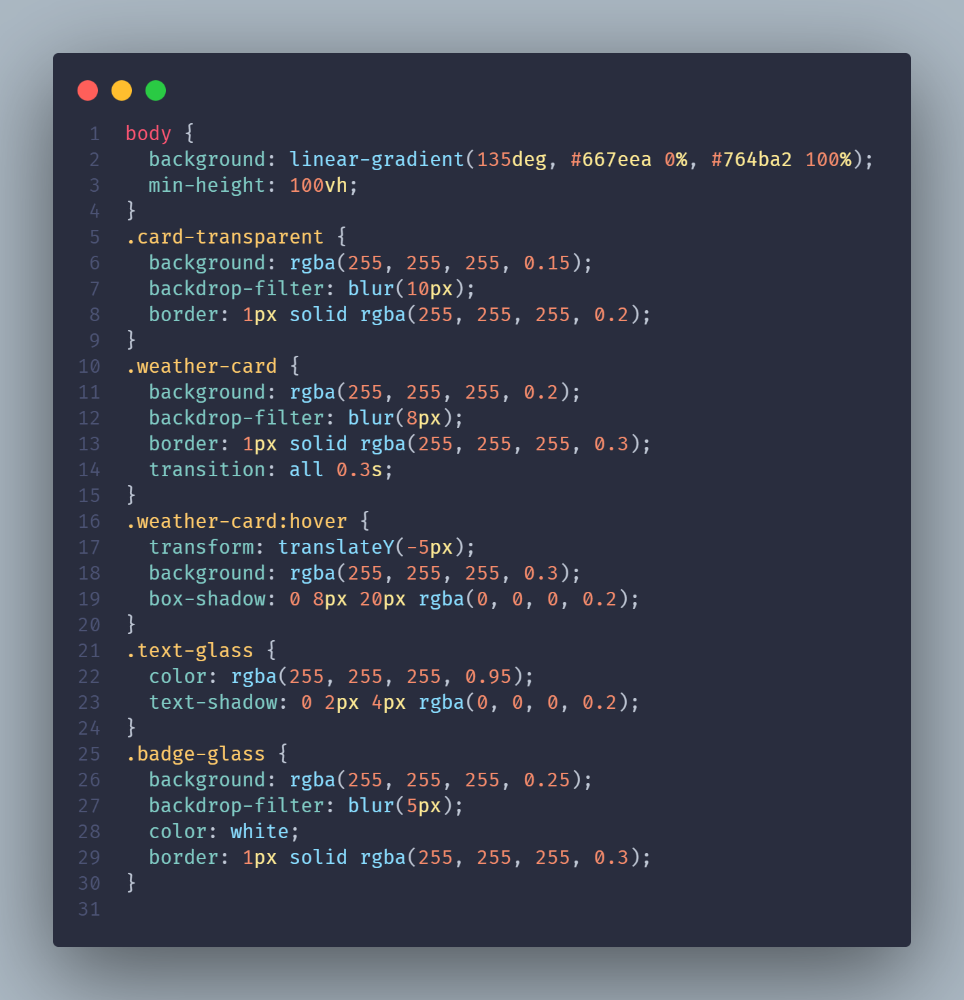 1 body {
2   background: linear-gradient(135deg, #667eea 0%, #764ba2 100%);
3   min-height: 100vh;
4 }
5 .card-transparent {
6   background: rgba(255, 255, 255, 0.15);
7   backdrop-filter: blur(10px);
8   border: 1px solid rgba(255, 255, 255, 0.2);
9 }
10 .weather-card {
11   background: rgba(255, 255, 255, 0.2);
12   backdrop-filter: blur(8px);
13   border: 1px solid rgba(255, 255, 255, 0.3);
14   transition: all 0.3s;
15 }
16 .weather-card:hover {
17   transform: translateY(-5px);
18   background: rgba(255, 255, 255, 0.3);
19   box-shadow: 0 8px 20px rgba(0, 0, 0, 0.2);
20 }
21 .text-glass {
22   color: rgba(255, 255, 255, 0.95);
23   text-shadow: 0 2px 4px rgba(0, 0, 0, 0.2);
24 }
25 .badge-glass {
26   background: rgba(255, 255, 255, 0.25);
27   backdrop-filter: blur(5px);
28   color: white;
29   border: 1px solid rgba(255, 255, 255, 0.3);
30 }
31